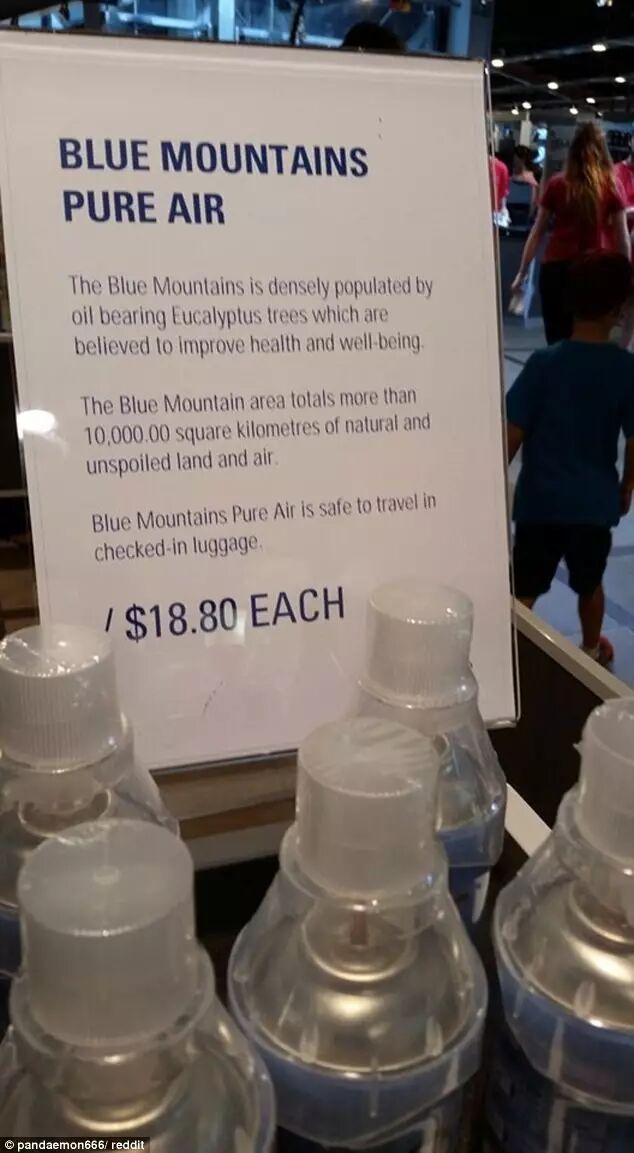 BLUE MOUNTAINS
PURE AIR
The Blue Mountains is densely populated by
oil bearing Eucalyptus trees which are
believed to improve health and well-being.
The Blue Mountain area totals more than
10,000.00 square kilometres of natural and
unspoiled land and air.
Blue Mountains Pure Air is safe to travel in
checked-in luggage.
/ $18.80 EACH
© pandaemon666/ reddit